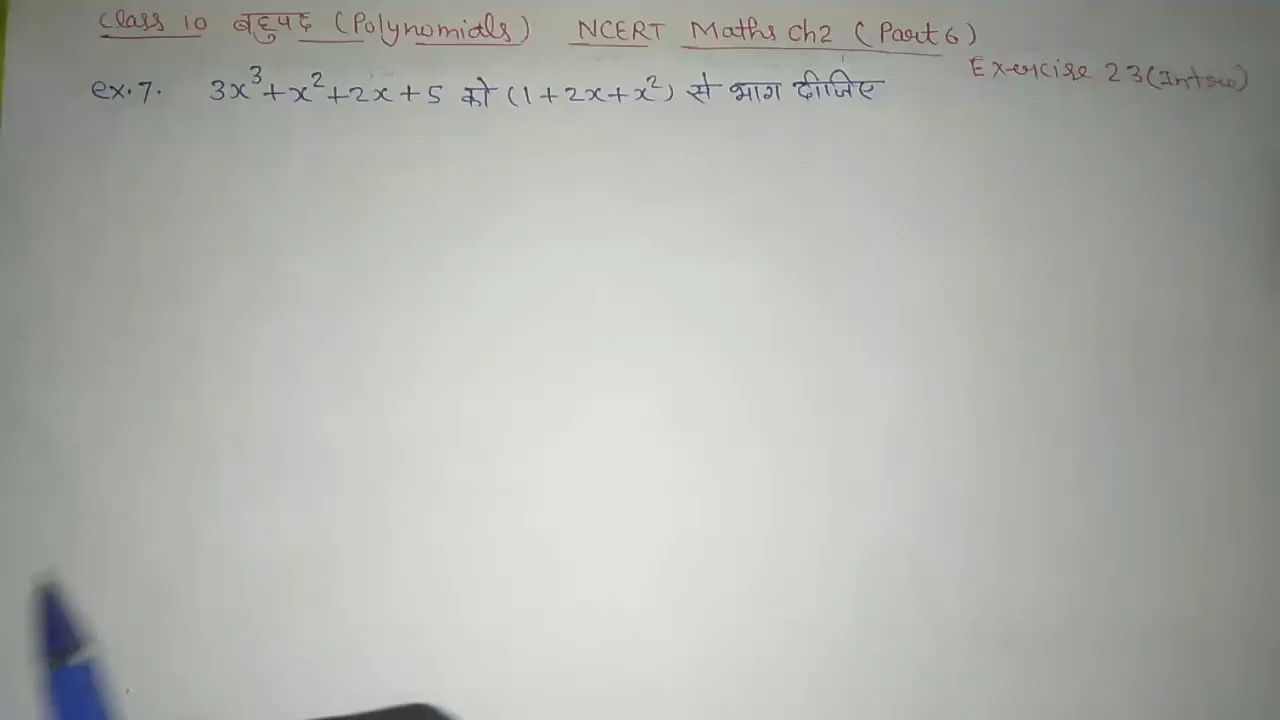 Class 10 बहुपद (Polynomials) NCERT Maths Ch2 (Part 6)
Exercise 2 3 (Intro)
ex. 7. 3x³+x²+2x+5 को (1+2x+x²) से भाग दीजिए